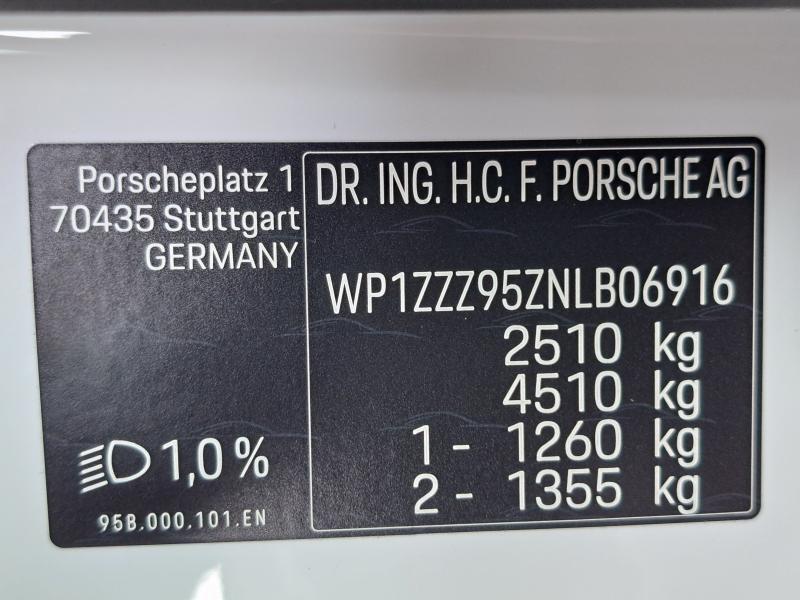 Porscheplatz 1
70435 Stuttgart
GERMANY
1,0 %
95B.000.101.EN
DR. ING. H.C. F. PORSCHE AG
WP1ZZZ95ZNLB06916
2510 kg
4510 kg
1 - 1260 kg
2 - 1355 kg